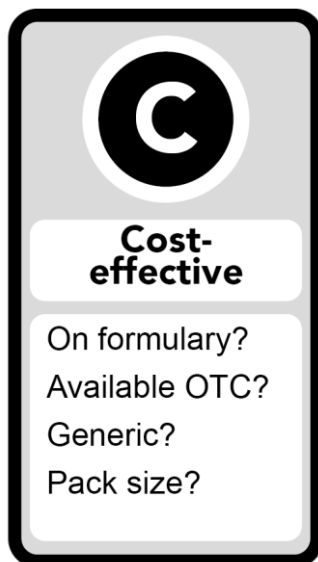 C
Cost-
effective
On formulary?
Available OTC?
Generic?
Pack size?